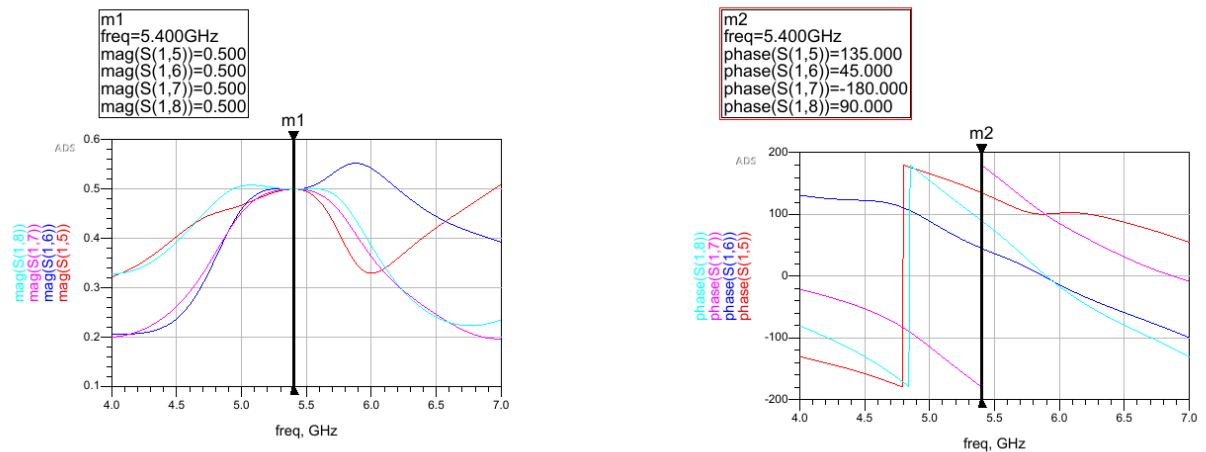 m1
freq=5.400GHz
mag(S(1,5))=0.500
mag(S(1,6))=0.500
mag(S(1,7))=0.500
mag(S(1,8))=0.500
m1
ADS
0.6
0.5
0.4
0.3
0.2
0.1
mag(S(1,8))
mag(S(1,7))
mag(S(1,6))
mag(S(1,5))
4.0 4.5 5.0 5.5 6.0 6.5 7.0
freq, GHz
m2
freq=5.400GHz
phase(S(1,5))=135.000
phase(S(1,6))=45.000
phase(S(1,7))=-180.000
phase(S(1,8))=90.000
m2
ADS
200
100
0
-100
-200
phase(S(1,8))
phase(S(1,7))
phase(S(1,6))
phase(S(1,5))
4.0 4.5 5.0 5.5 6.0 6.5 7.0
freq, GHz